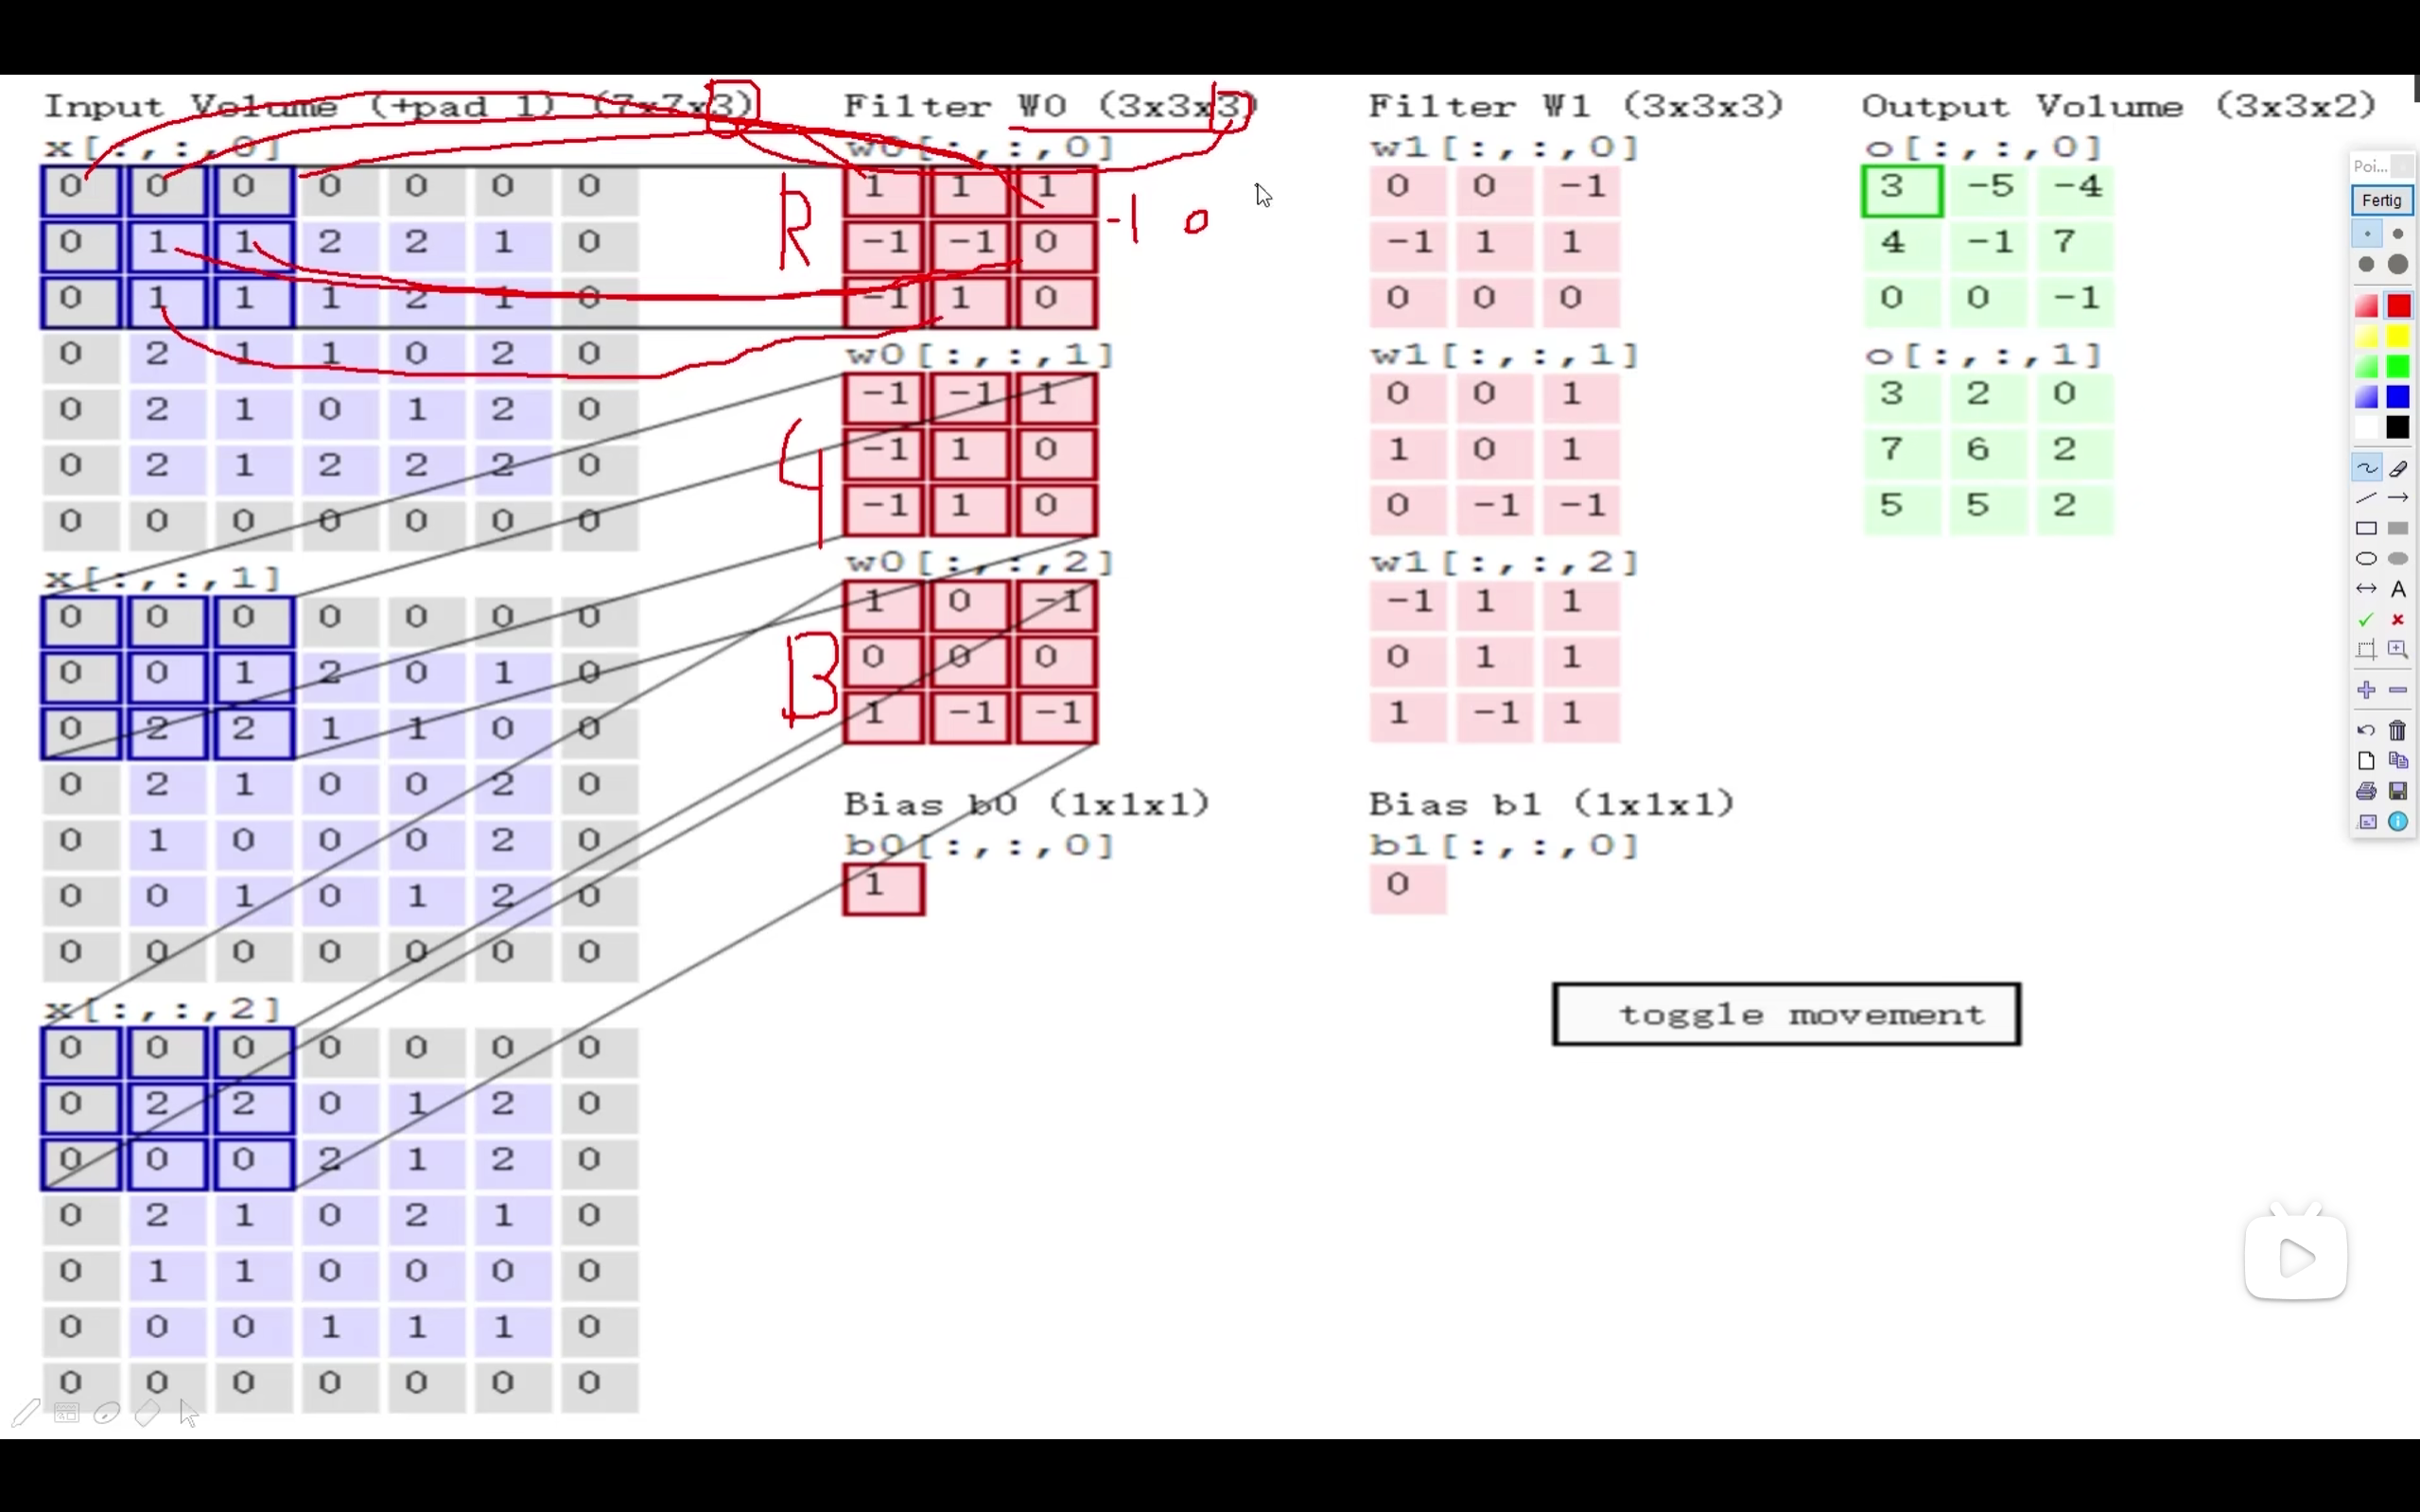 Input Volume (+pad 1) (7x7x3)
x[:,:,0]
0 0 0 0 0 0 0
0 1 1 2 2 1 0
0 1 1 1 2 1 0
0 2 1 1 0 2 0
0 2 1 0 1 2 0
0 2 1 2 2 2 0
0 0 0 0 0 0 0
x[:,:,1]
0 0 0 0 0 0 0
0 0 1 2 0 1 0
0 2 2 1 1 0 0
0 2 1 0 0 2 0
0 1 0 0 0 2 0
0 0 1 0 1 2 0
0 0 0 0 0 0 0
x[:,:,2]
0 0 0 0 0 0 0
0 2 2 0 1 2 0
0 0 0 2 1 2 0
0 2 1 0 2 1 0
0 1 1 0 0 0 0
0 0 0 1 1 1 0
0 0 0 0 0 0 0
Filter W0 (3x3x3)
w0[:,:,0]
R
1 1 1
-1 -1 0
-1 1 0
-1 0
w0[:,:,1]
G
-1 -1 1
-1 1 0
-1 1 0
w0[:,:,2]
B
1 0 -1
0 0 0
1 -1 -1
Bias b0 (1x1x1)
b0[:,:,0]
1
Filter W1 (3x3x3)
w1[:,:,0]
0 0 -1
-1 1 1
0 0 0
w1[:,:,1]
0 0 1
1 0 1
0 -1 -1
w1[:,:,2]
-1 1 1
0 1 1
1 -1 1
Bias b1 (1x1x1)
b1[:,:,0]
0
Output Volume (3x3x2)
o[:,:,0]
3 -5 -4
4 -1 7
0 0 -1
o[:,:,1]
3 2 0
7 6 2
5 5 2
toggle movement
Poi...
Fertig
A